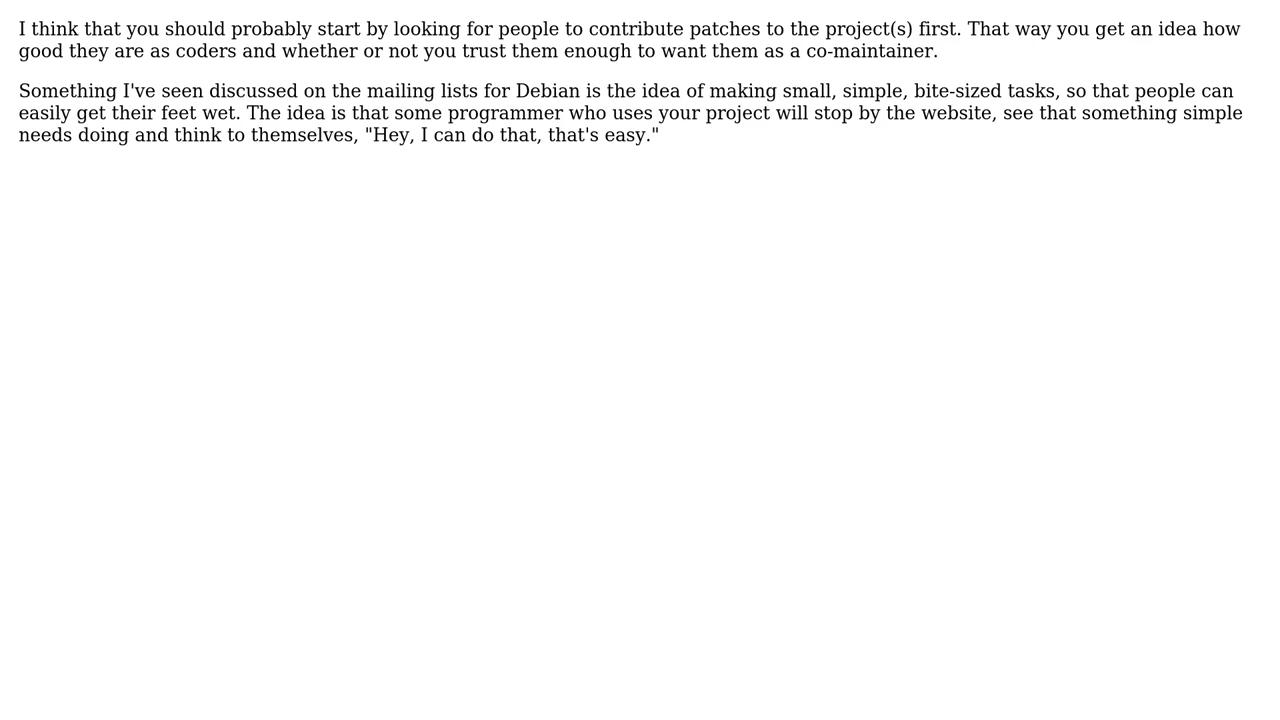 I think that you should probably start by looking for people to contribute patches to the project(s) first. That way you get an idea how
good they are as coders and whether or not you trust them enough to want them as a co-maintainer.
Something I've seen discussed on the mailing lists for Debian is the idea of making small, simple, bite-sized tasks, so that people can
easily get their feet wet. The idea is that some programmer who uses your project will stop by the website, see that something simple
needs doing and think to themselves, "Hey, I can do that, that's easy."